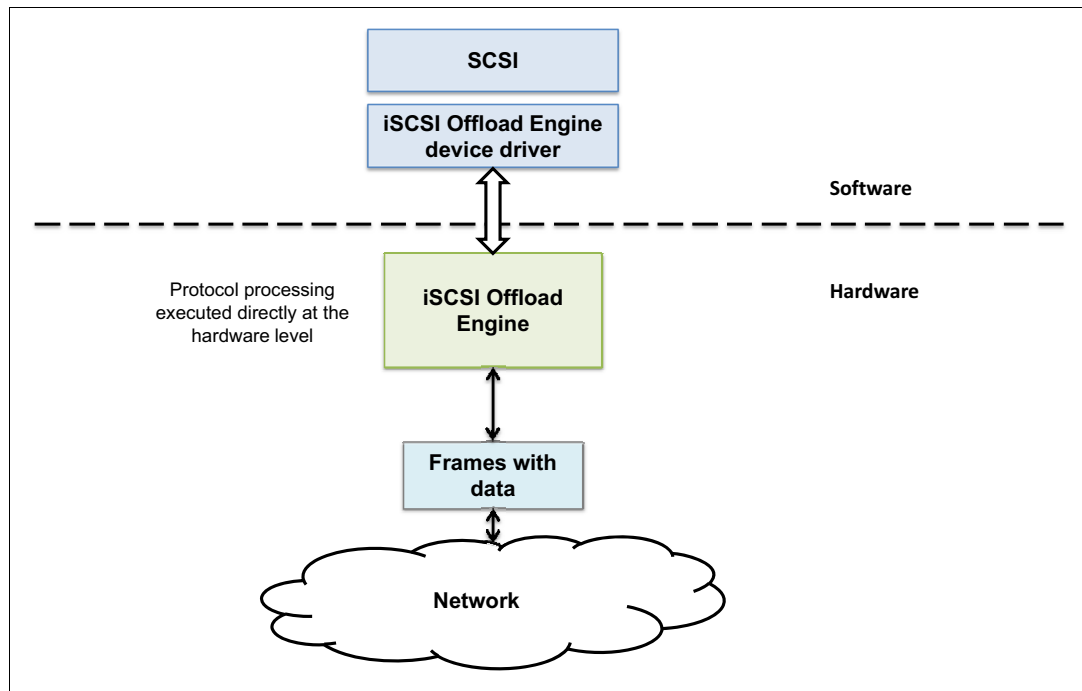 SCSI
iSCSI Offload Engine
device driver
Software
Hardware
Protocol processing
executed directly at the
hardware level
iSCSI Offload
Engine
Frames with
data
Network